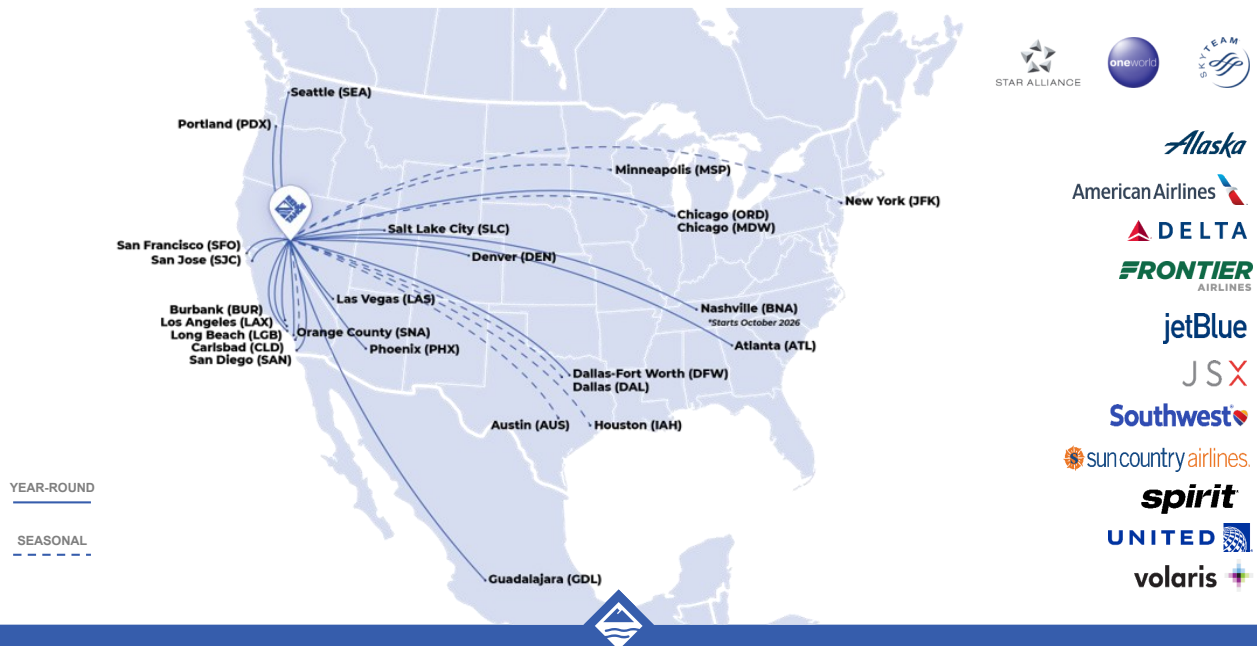 Seattle (SEA)
Portland (PDX)
Minneapolis (MSP)
New York (JFK)
Chicago (ORD)
Chicago (MDW)
Salt Lake City (SLC)
San Francisco (SFO)
San Jose (SJC)
Denver (DEN)
Las Vegas (LAS)
Burbank (BUR)
Los Angeles (LAX)
Long Beach (LGB)
Carlsbad (CLD)
San Diego (SAN)
Orange County (SNA)
Phoenix (PHX)
Nashville (BNA)
*Starts October 2026
Atlanta (ATL)
Dallas-Fort Worth (DFW)
Dallas (DAL)
Austin (AUS)
Houston (IAH)
Guadalajara (GDL)
YEAR-ROUND
SEASONAL
STAR ALLIANCE
oneworld
SKYTEAM
Alaska
American Airlines
DELTA
FRONTIER
AIRLINES
jetBlue
JSX
Southwest
S
sun country airlines.
spirit
UNITED
volaris